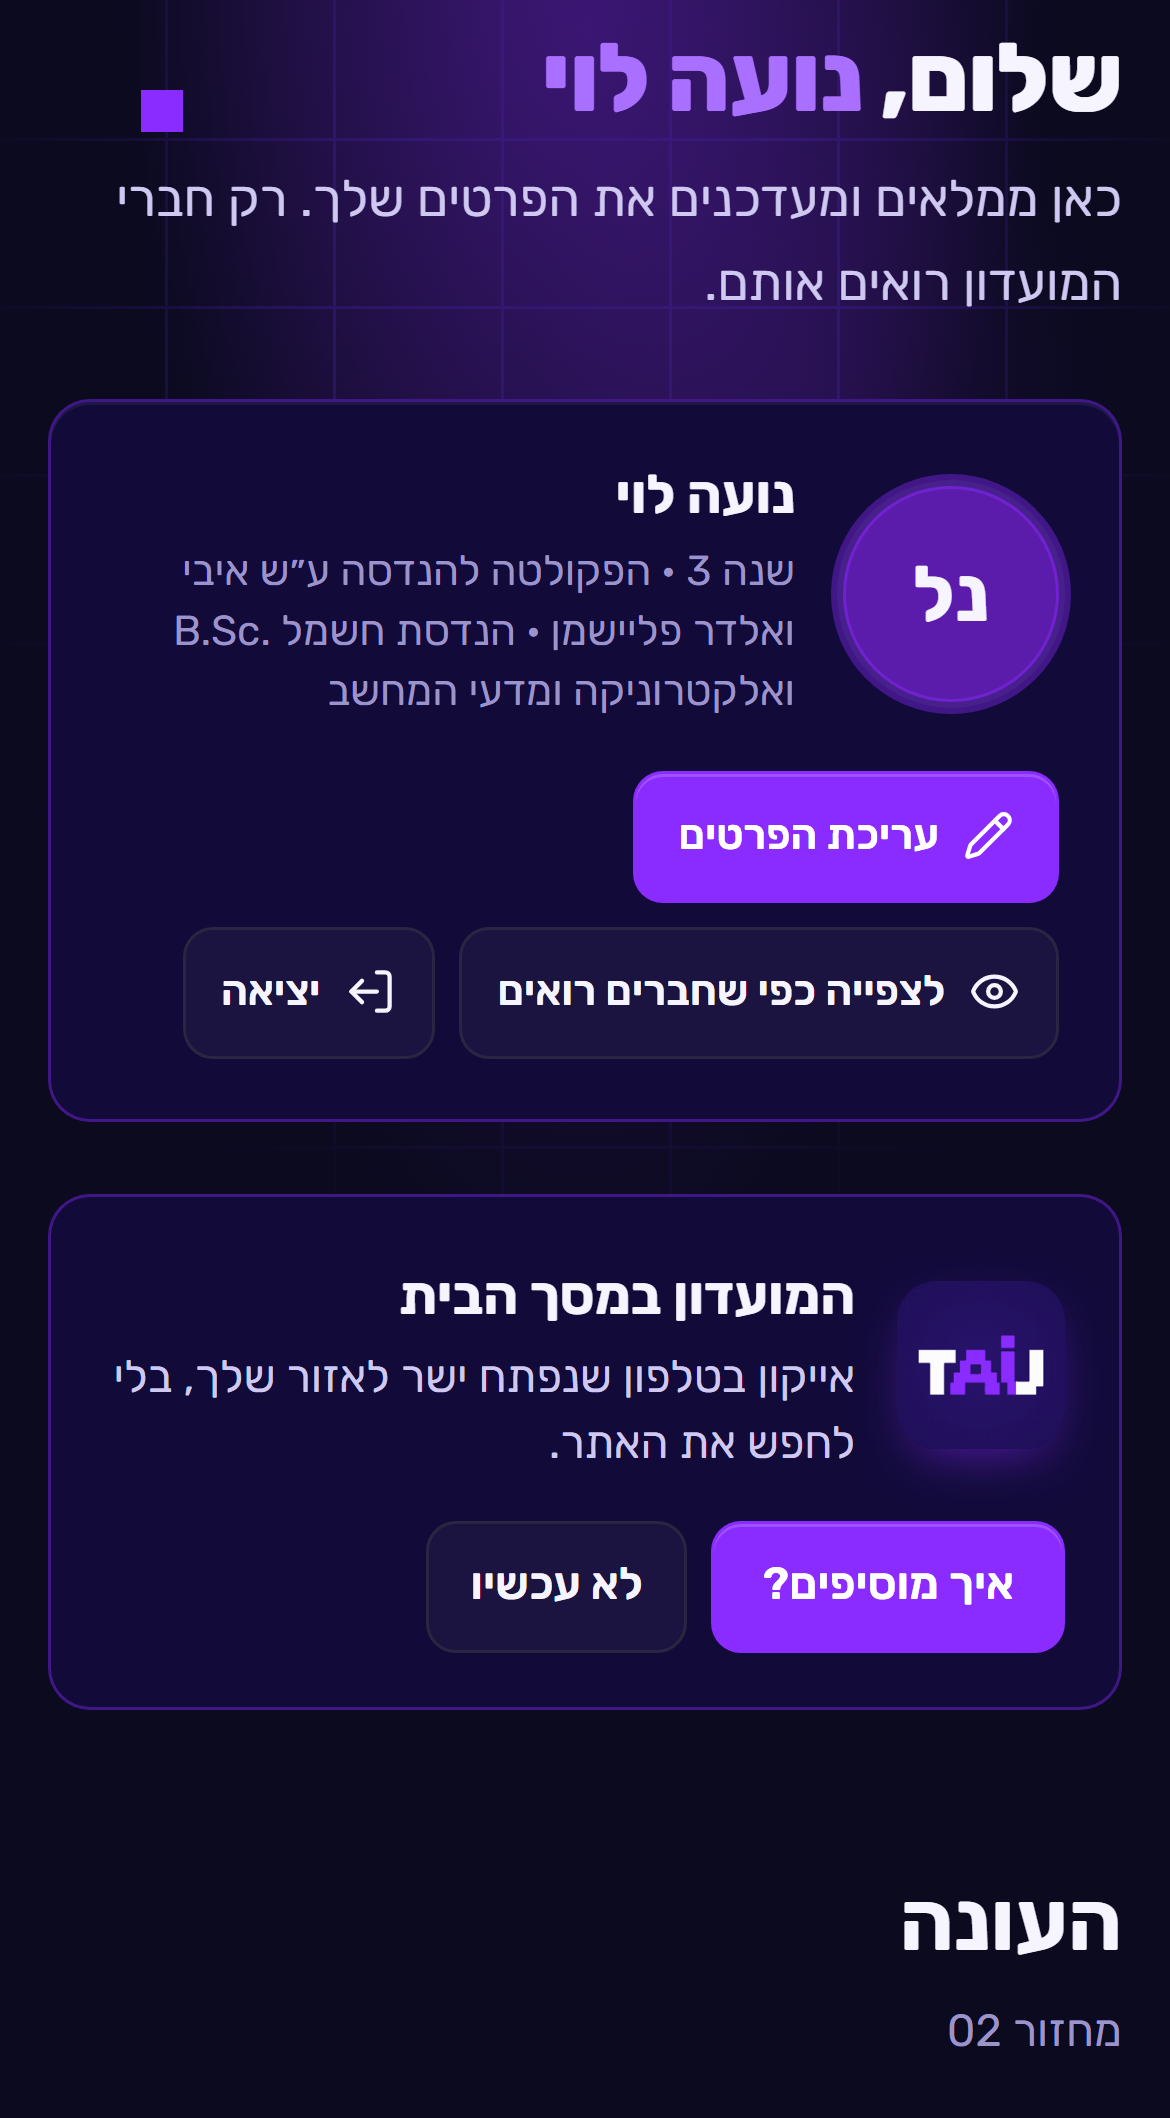 שלום, נועה לוי
כאן ממלאים ומעדכנים את הפרטים שלך. רק חברי
המועדון רואים אותם.
נל
נועה לוי
שנה 3 • הפקולטה להנדסה ע״ש איבי
ואלדר פליישמן • הנדסת חשמל B.Sc.
ואלקטרוניקה ומדעי המחשב
עריכת הפרטים
לצפייה כפי שחברים רואים
יציאה
TAiU
המועדון במסך הבית
אייקון בטלפון שנפתח ישר לאזור שלך, בלי
לחפש את האתר.
איך מוסיפים?
לא עכשיו
העונה
מחזור 02